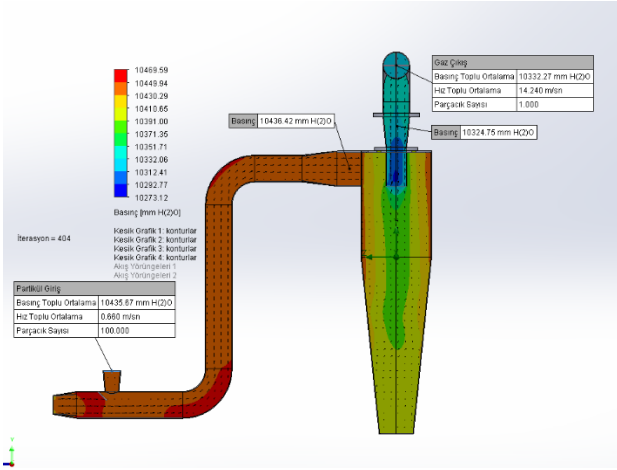 10469.59
10449.94
10430.29
10410.65
10391.00
10371.35
10351.71
10332.06
10312.41
10292.77
10273.12
Basınç [mm H(2)O]
Kesik Grafik 1: konturlar
Kesik Grafik 2: konturlar
Kesik Grafik 3: konturlar
Kesik Grafik 4: konturlar
Akış Yörüngeleri 1
Akış Yörüngeleri 2
İterasyon = 404
Gaz Çıkış
Basınç Toplu Ortalama 10332.27 mm H(2)O
Hız Toplu Ortalama 14.240 m/sn
Parçacık Sayısı 1.000
Basınç 10438.42 mm H(2)O
Basınç 10324.75 mm H(2)O
Partikül Giriş
Basınç Toplu Ortalama 10435.67 mm H(2)O
Hız Toplu Ortalama 0.660 m/sn
Parçacık Sayısı 100.000